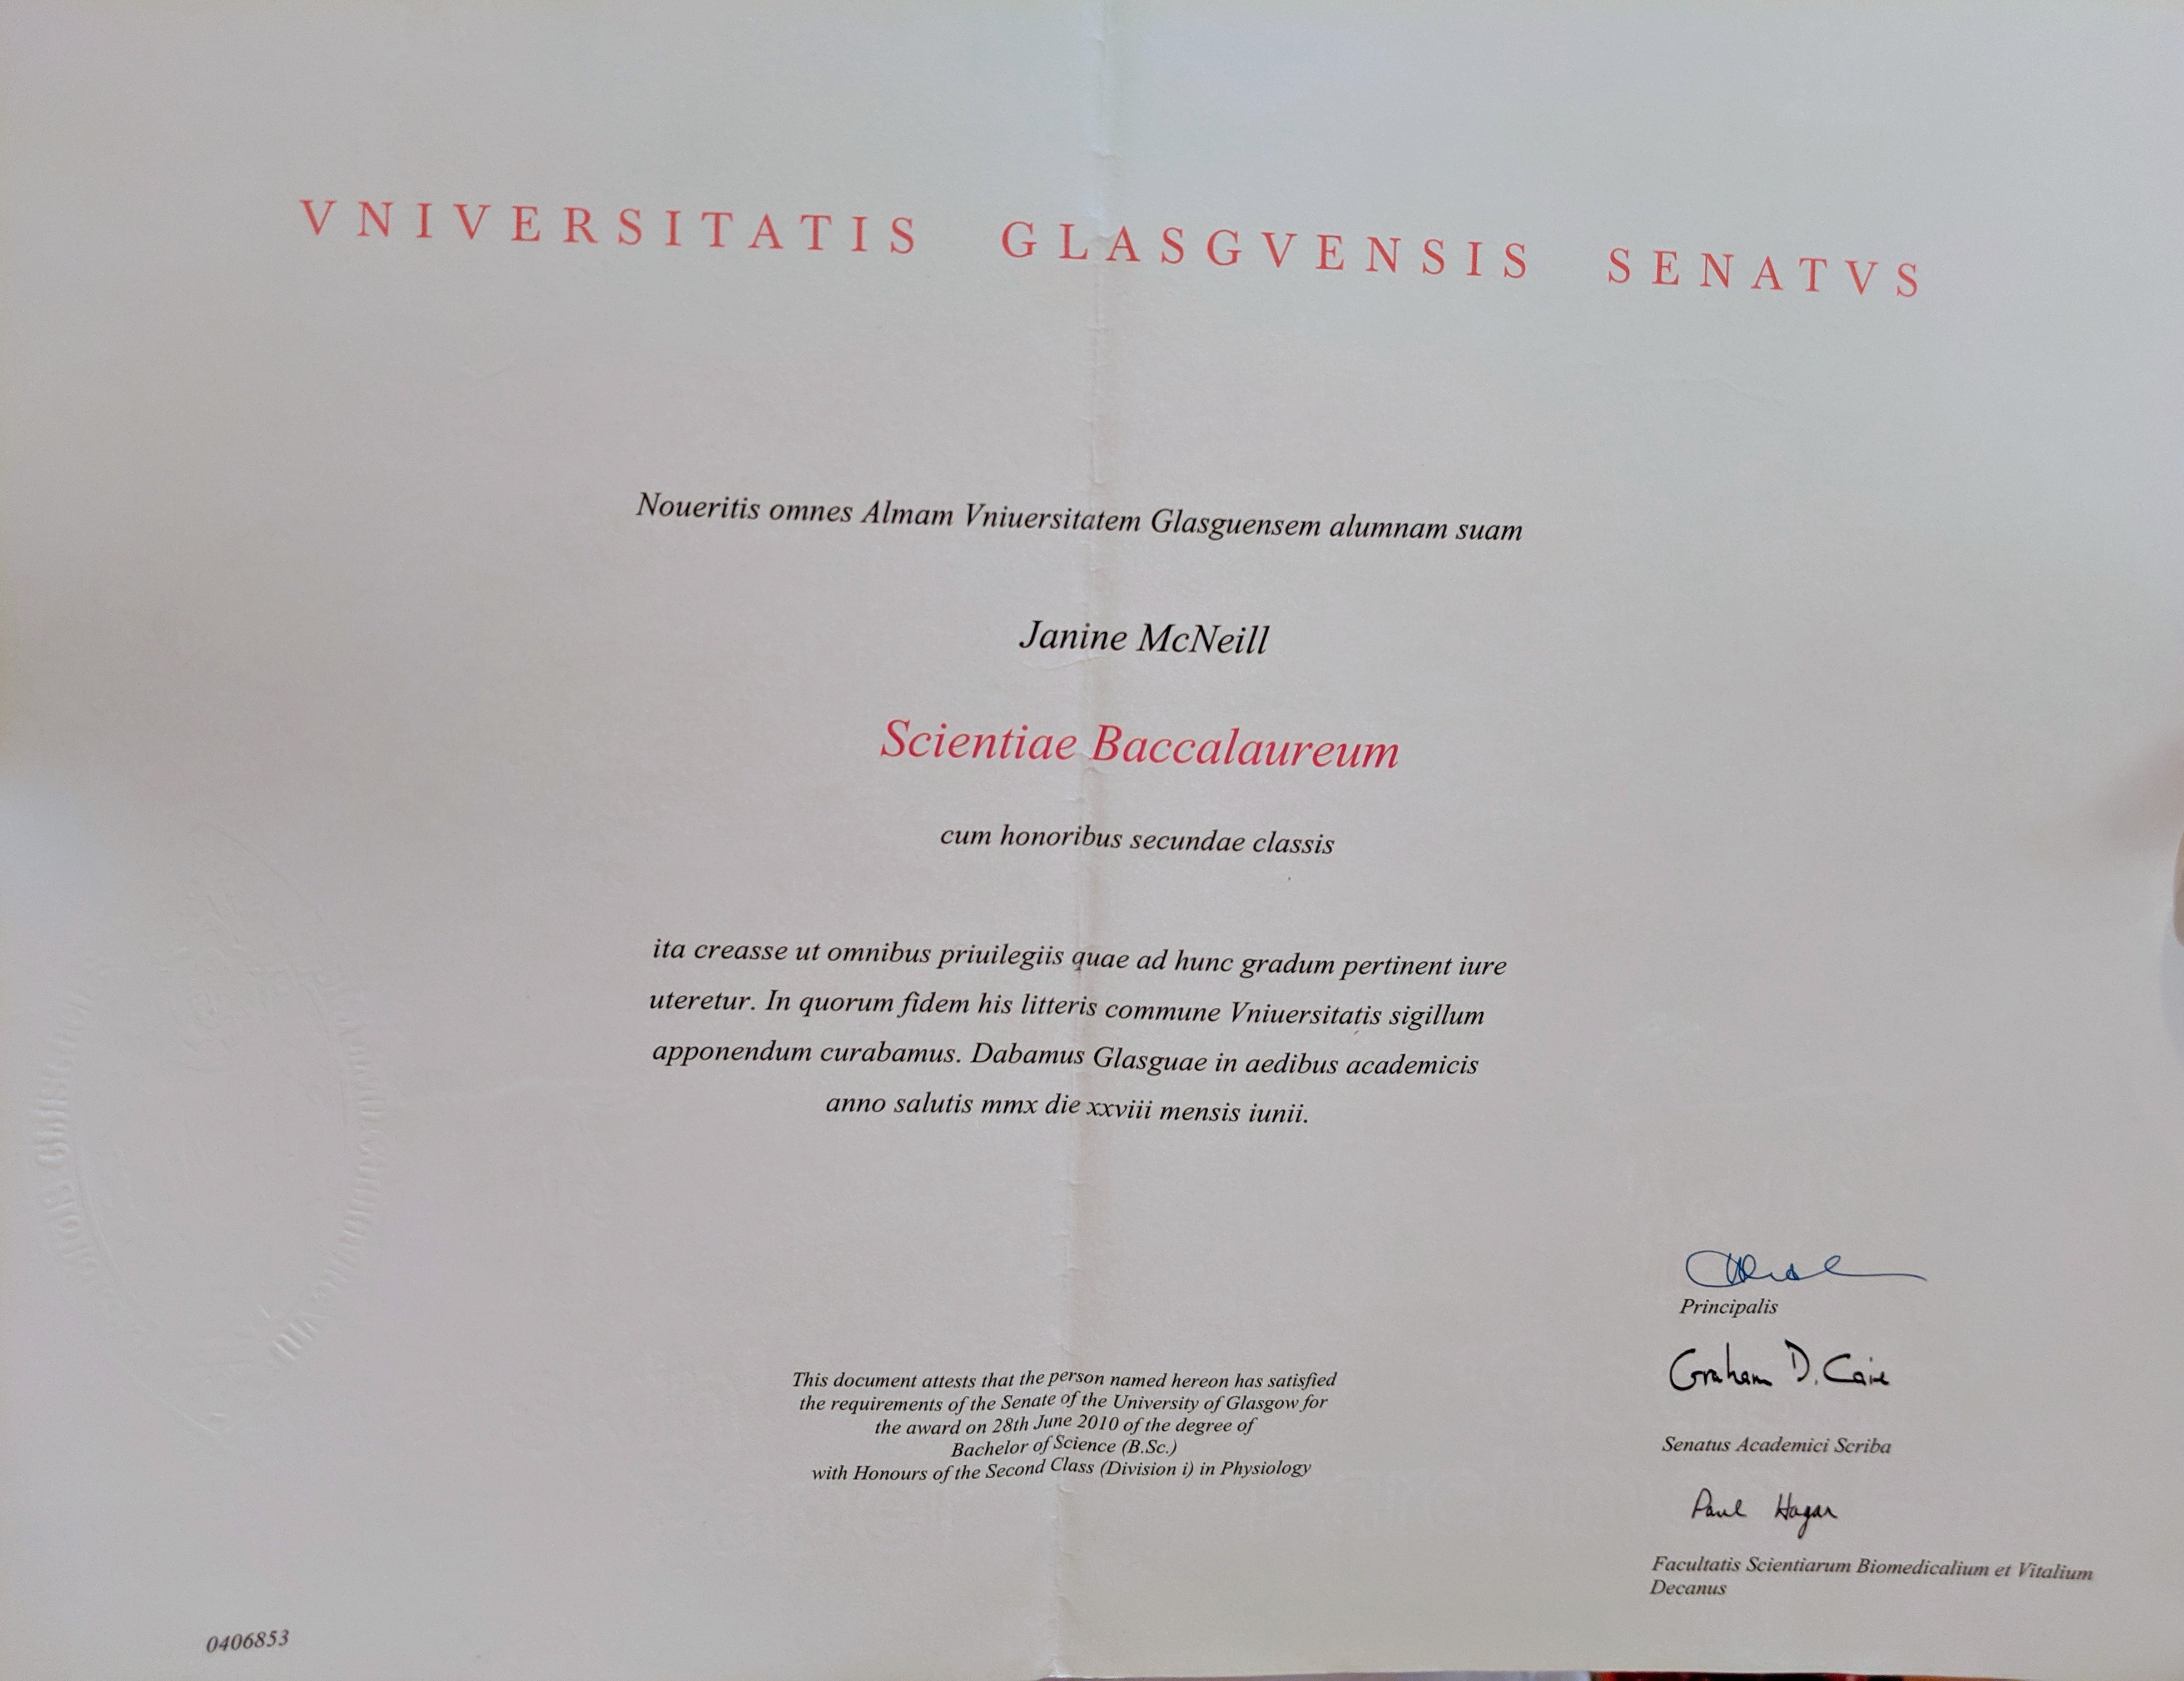 VNIVERSITATIS GLASGVENSIS SENATVS
Noueritis omnes Almam Vniuersitatem Glasguensem alumnam suam
Janine McNeill
Scientiae Baccalaureum
cum honoribus secundae classis
ita creasse ut omnibus priuilegiis quae ad hunc gradum pertinent iure
uteretur. In quorum fidem his litteris commune Vniuersitatis sigillum
apponendum curabamus. Dabamus Glasguae in aedibus academicis
anno salutis mmx die xxviii mensis iunii.
Principalis
Graham D. Caie
Senatus Academici Scriba
Paul Hagan
Facultatis Scientiarum Biomedicalium et Vitalium
Decanus
This document attests that the person named hereon has satisfied
the requirements of the Senate of the University of Glasgow for
the award on 28th June 2010 of the degree of
Bachelor of Science (B.Sc.)
with Honours of the Second Class (Division i) in Physiology
0406853